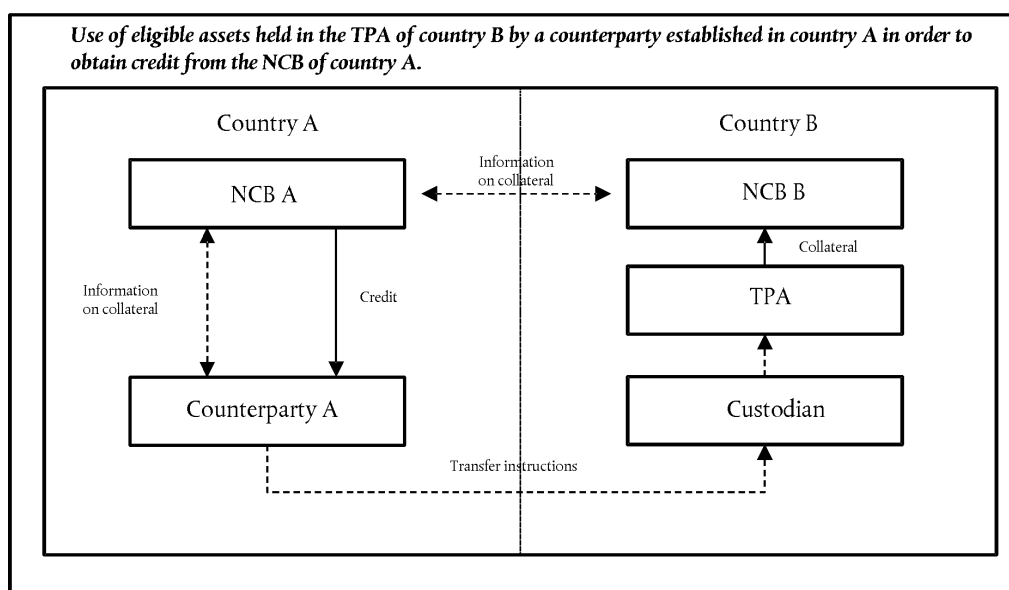 Use of eligible assets held in the TPA of country B by a counterparty established in country A in order to
obtain credit from the NCB of country A.
Country A
Country B
Information
on collateral
NCB A
NCB B
Collateral
Information
on collateral
Credit
TPA
Counterparty A
Custodian
Transfer instructions